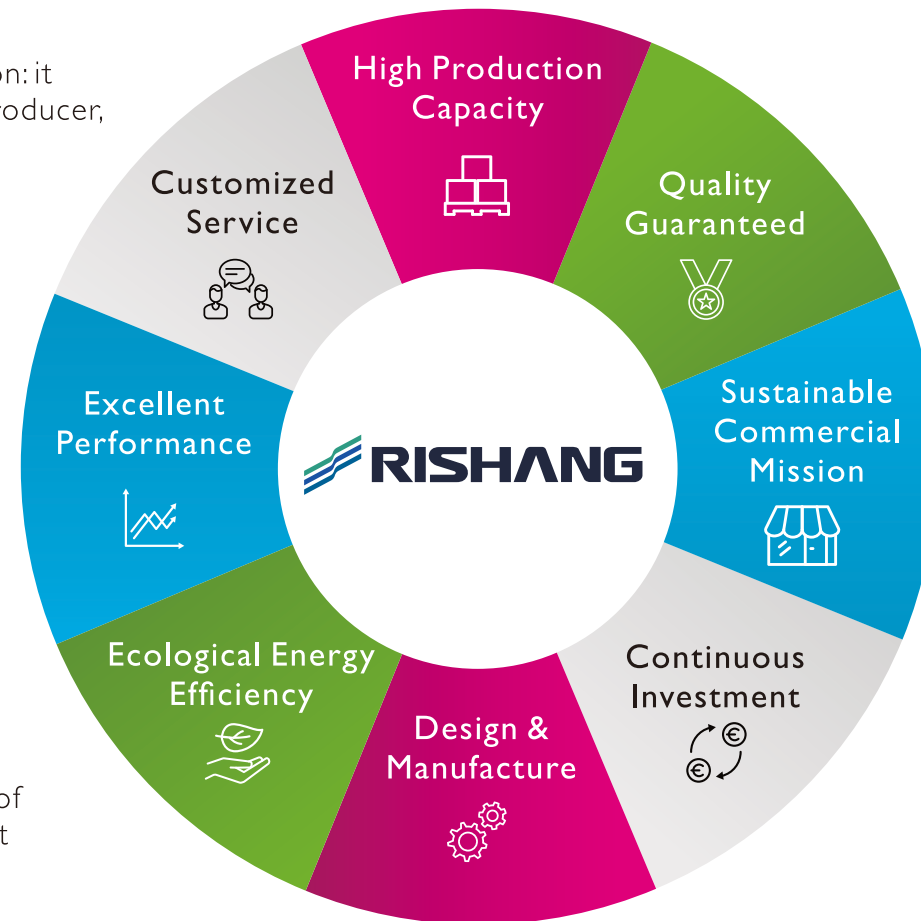 on: it
roducer,
High Production
Capacity
Quality
Guaranteed
Sustainable
Commercial
Mission
Continuous
Investment
Design &
Manufacture
Ecological Energy
Efficiency
Excellent
Performance
Customized
Service
RISHANG
of
t